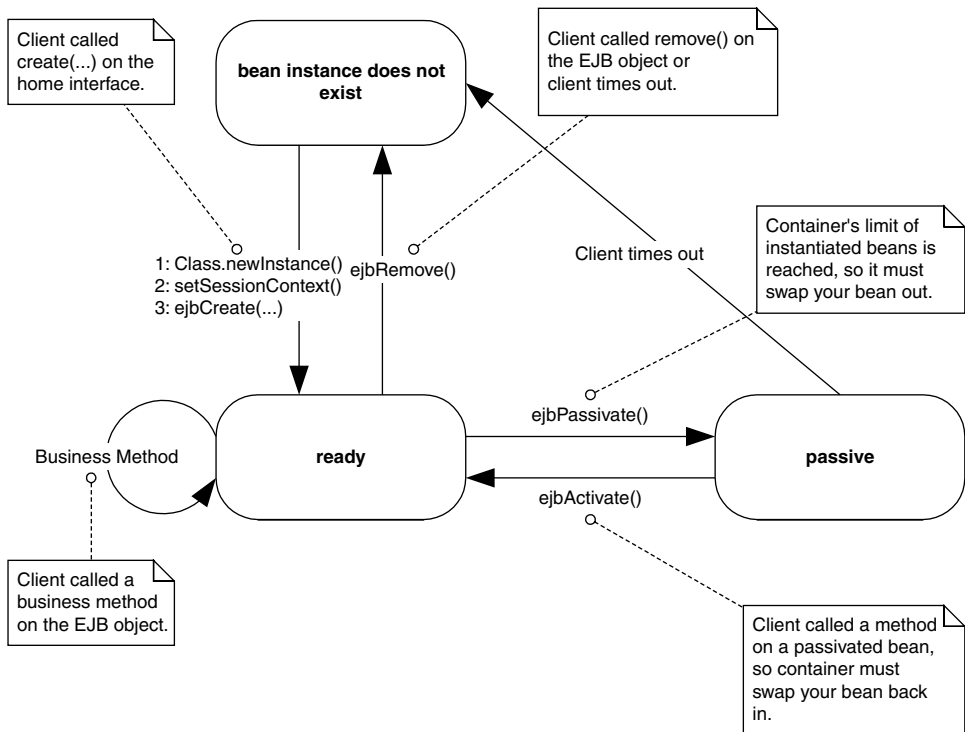 Client called
create(...) on the
home interface.
bean instance does not
exist
Client called remove() on
the EJB object or
client times out.
Container's limit of
instantiated beans is
reached, so it must
swap your bean out.
1: Class.newInstance()
2: setSessionContext()
3: ejbCreate(...)
ejbRemove()
Client times out
ejbPassivate()
Business Method
ready
passive
ejbActivate()
Client called a
business method
on the EJB object.
Client called a method
on a passivated bean,
so container must
swap your bean back
in.